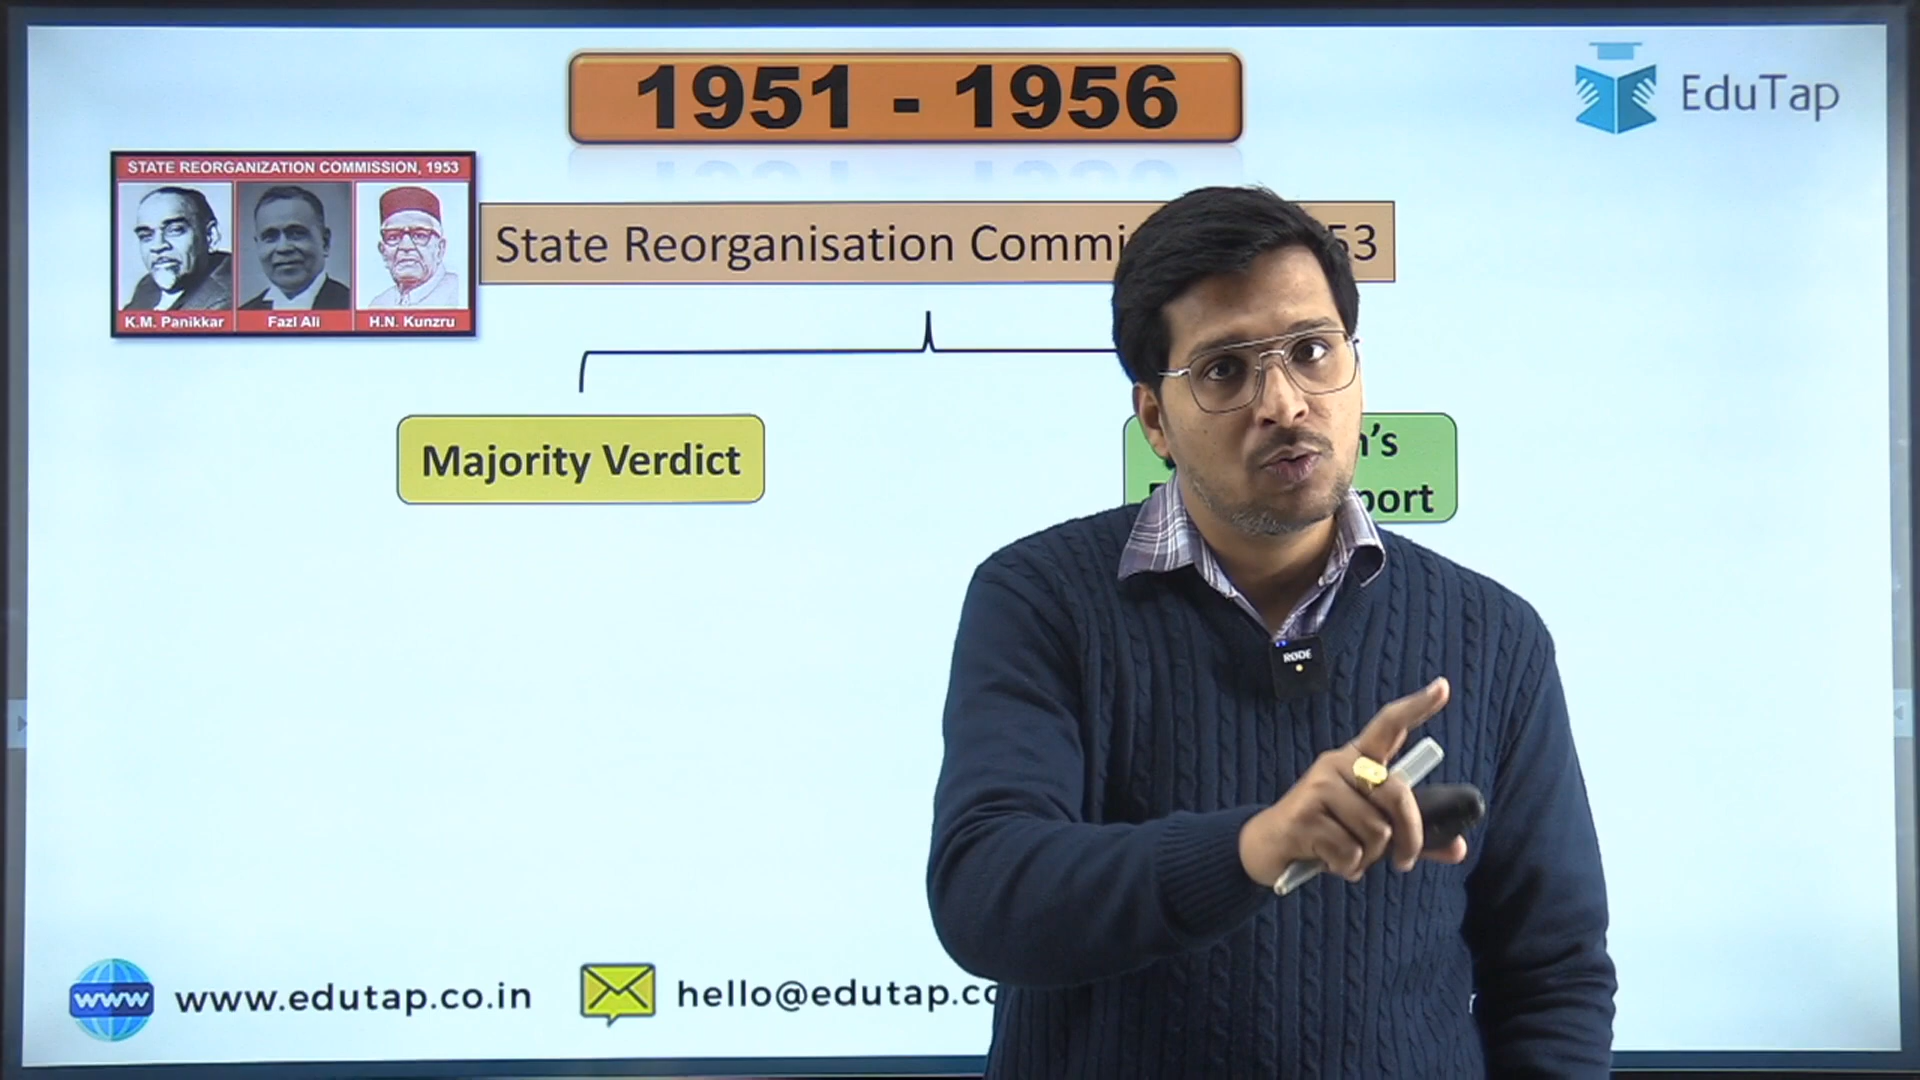 1951 - 1956
EduTap
STATE REORGANIZATION COMMISSION, 1953
K.M. Panikkar
Fazl Ali
H.N. Kunzru
State Reorganisation Commi 53
Majority Verdict
n's
port
RØDE
www
www.edutap.co.in
hello@edutap.co